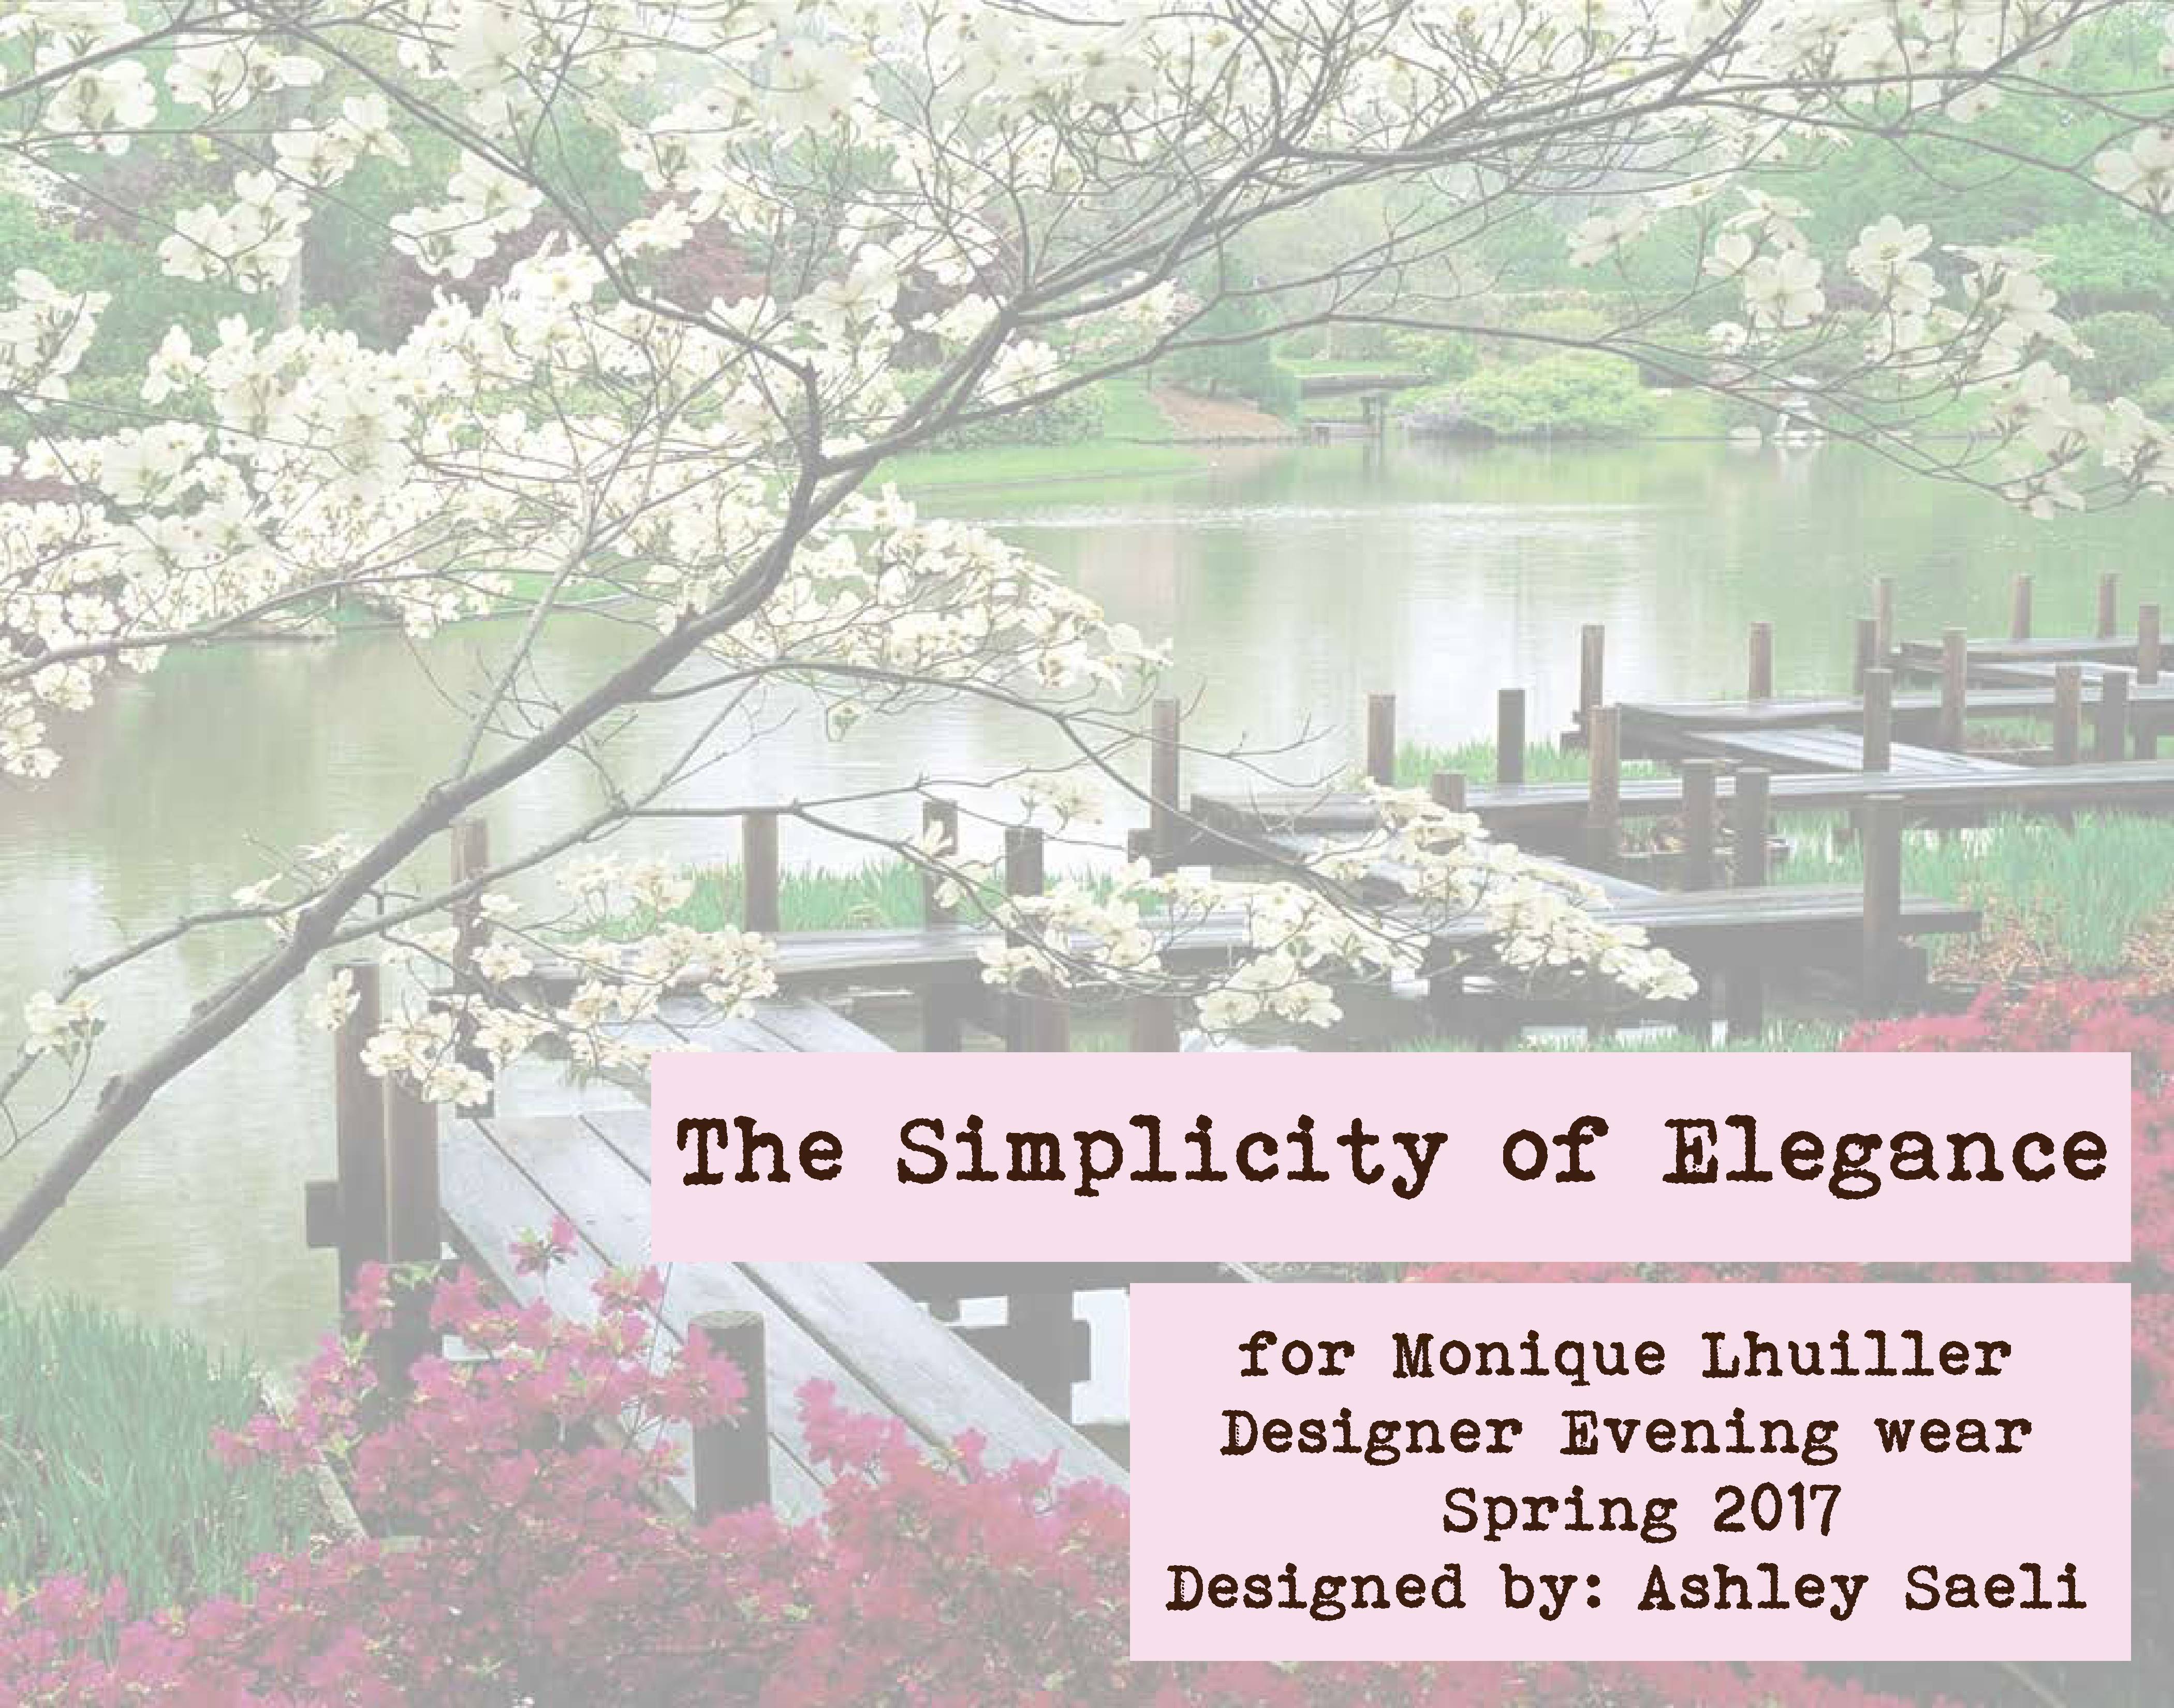 The Simplicity of Elegance
for Monique Lhuiller
Designer Evening wear
Spring 2017
Designed by: Ashley Saeli